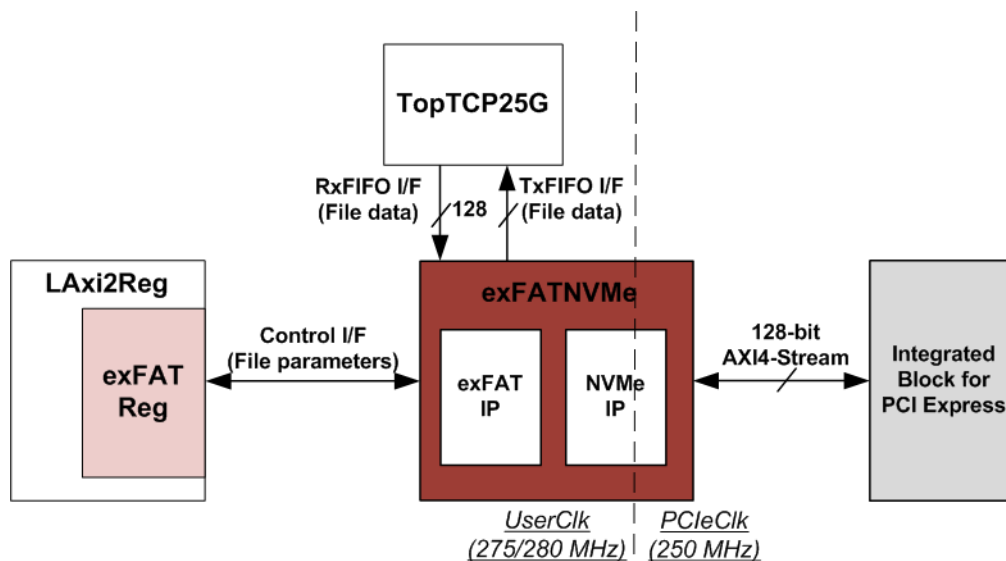 TopTCP25G
RxFIFO I/F
(File data)
128
TxFIFO I/F
(File data)
LAxi2Reg
exFAT
Reg
Control I/F
(File parameters)
exFATNVMe
exFAT
IP
NVMe
IP
128-bit
AXI4-Stream
Integrated
Block for
PCI Express
UserClk
(275/280 MHz)
PCIeClk
(250 MHz)